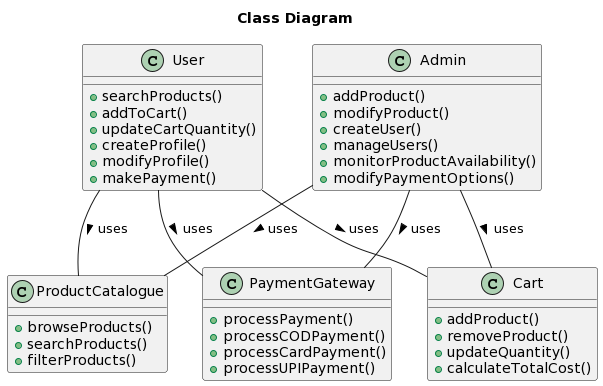 Class Diagram
C User
searchProducts()
addToCart()
updateCartQuantity()
createProfile()
modifyProfile()
makePayment()
C Admin
addProduct()
modifyProduct()
createUser()
manageUsers()
monitorProductAvailability()
modifyPaymentOptions()
uses
uses
uses
uses
uses
uses
C ProductCatalogue
browseProducts()
searchProducts()
filterProducts()
C PaymentGateway
processPayment()
processCODPayment()
processCardPayment()
processUPIPayment()
C Cart
addProduct()
removeProduct()
updateQuantity()
calculateTotalCost()